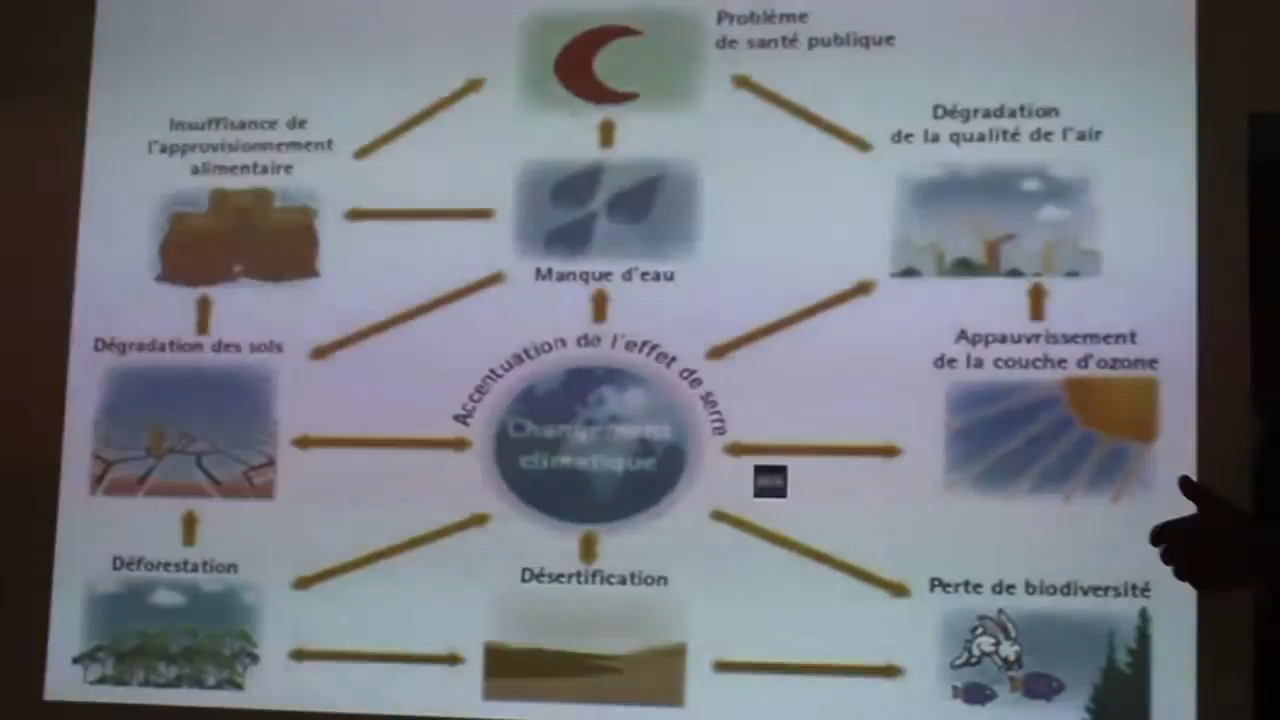 Problème
de santé publique
Insuffisance de
l'approvisionnement
alimentaire
Dégradation
de la qualité de l'air
Manque d'eau
Dégradation des sols
Appauvrissement
de la couche d'ozone
Accentuation de l'effet de serre
Changement
climatique
Déforestation
Désertification
Perte de biodiversité